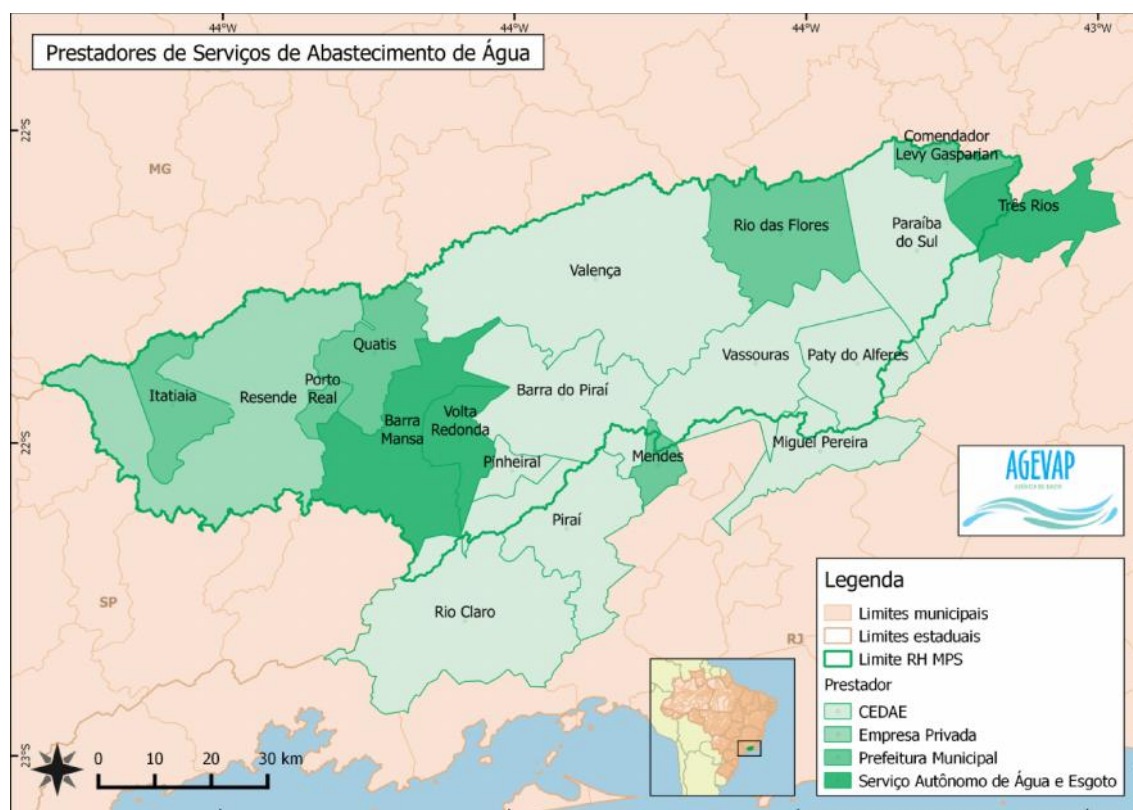 44°W
44°W
44°W
43°W
Prestadores de Serviços de Abastecimento de Água
22°S
22°S
23°S
MG
SP
RJ
Comendador
Levy Gasparian
Três Rios
Rio das Flores
Paraíba
do Sul
Valença
Quatis
Vassouras
Paty do Alferes
Itatiaia
Resende
Porto
Real
Barra do Piraí
Barra
Mansa
Volta
Redonda
Pinheiral
Mendes
Miguel Pereira
Piraí
Rio Claro
AGEVAP
Legenda
Limites municipais
Limites estaduais
Limite RH MPS
Prestador
CEDAE
Empresa Privada
Prefeitura Municipal
Serviço Autônomo de Água e Esgoto
0 10 20 30 km